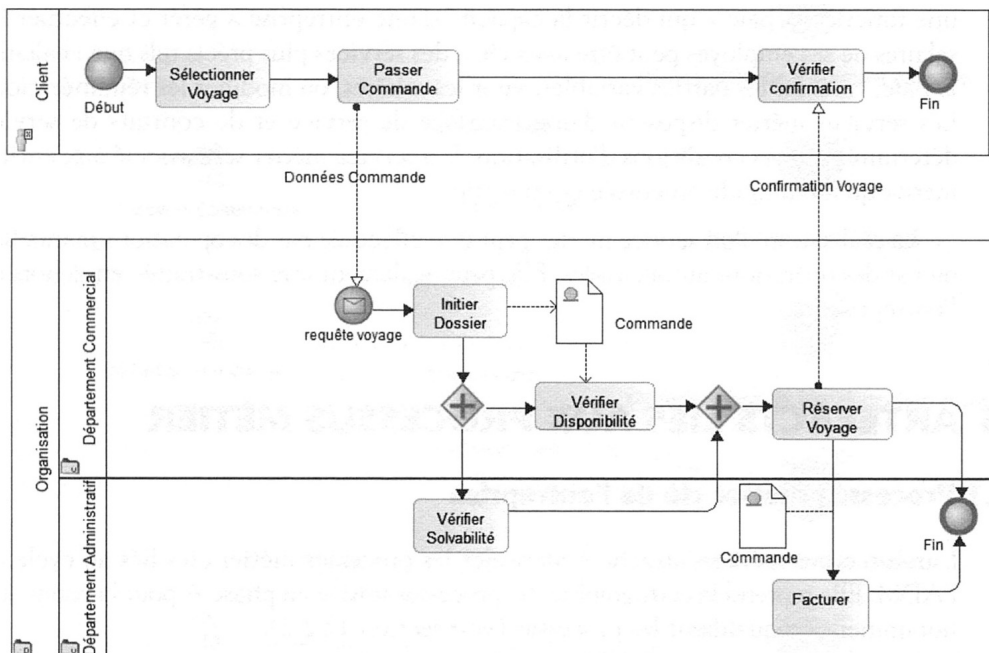 Client
Début
Sélectionner
Voyage
Passer
Commande
Vérifier
confirmation
Fin
Données Commande
Confirmation Voyage
Organisation
Département Commercial
requête voyage
Initier
Dossier
Commande
Vérifier
Disponibilité
Réserver
Voyage
Département Administratif
Vérifier
Solvabilité
Commande
Facturer
Fin